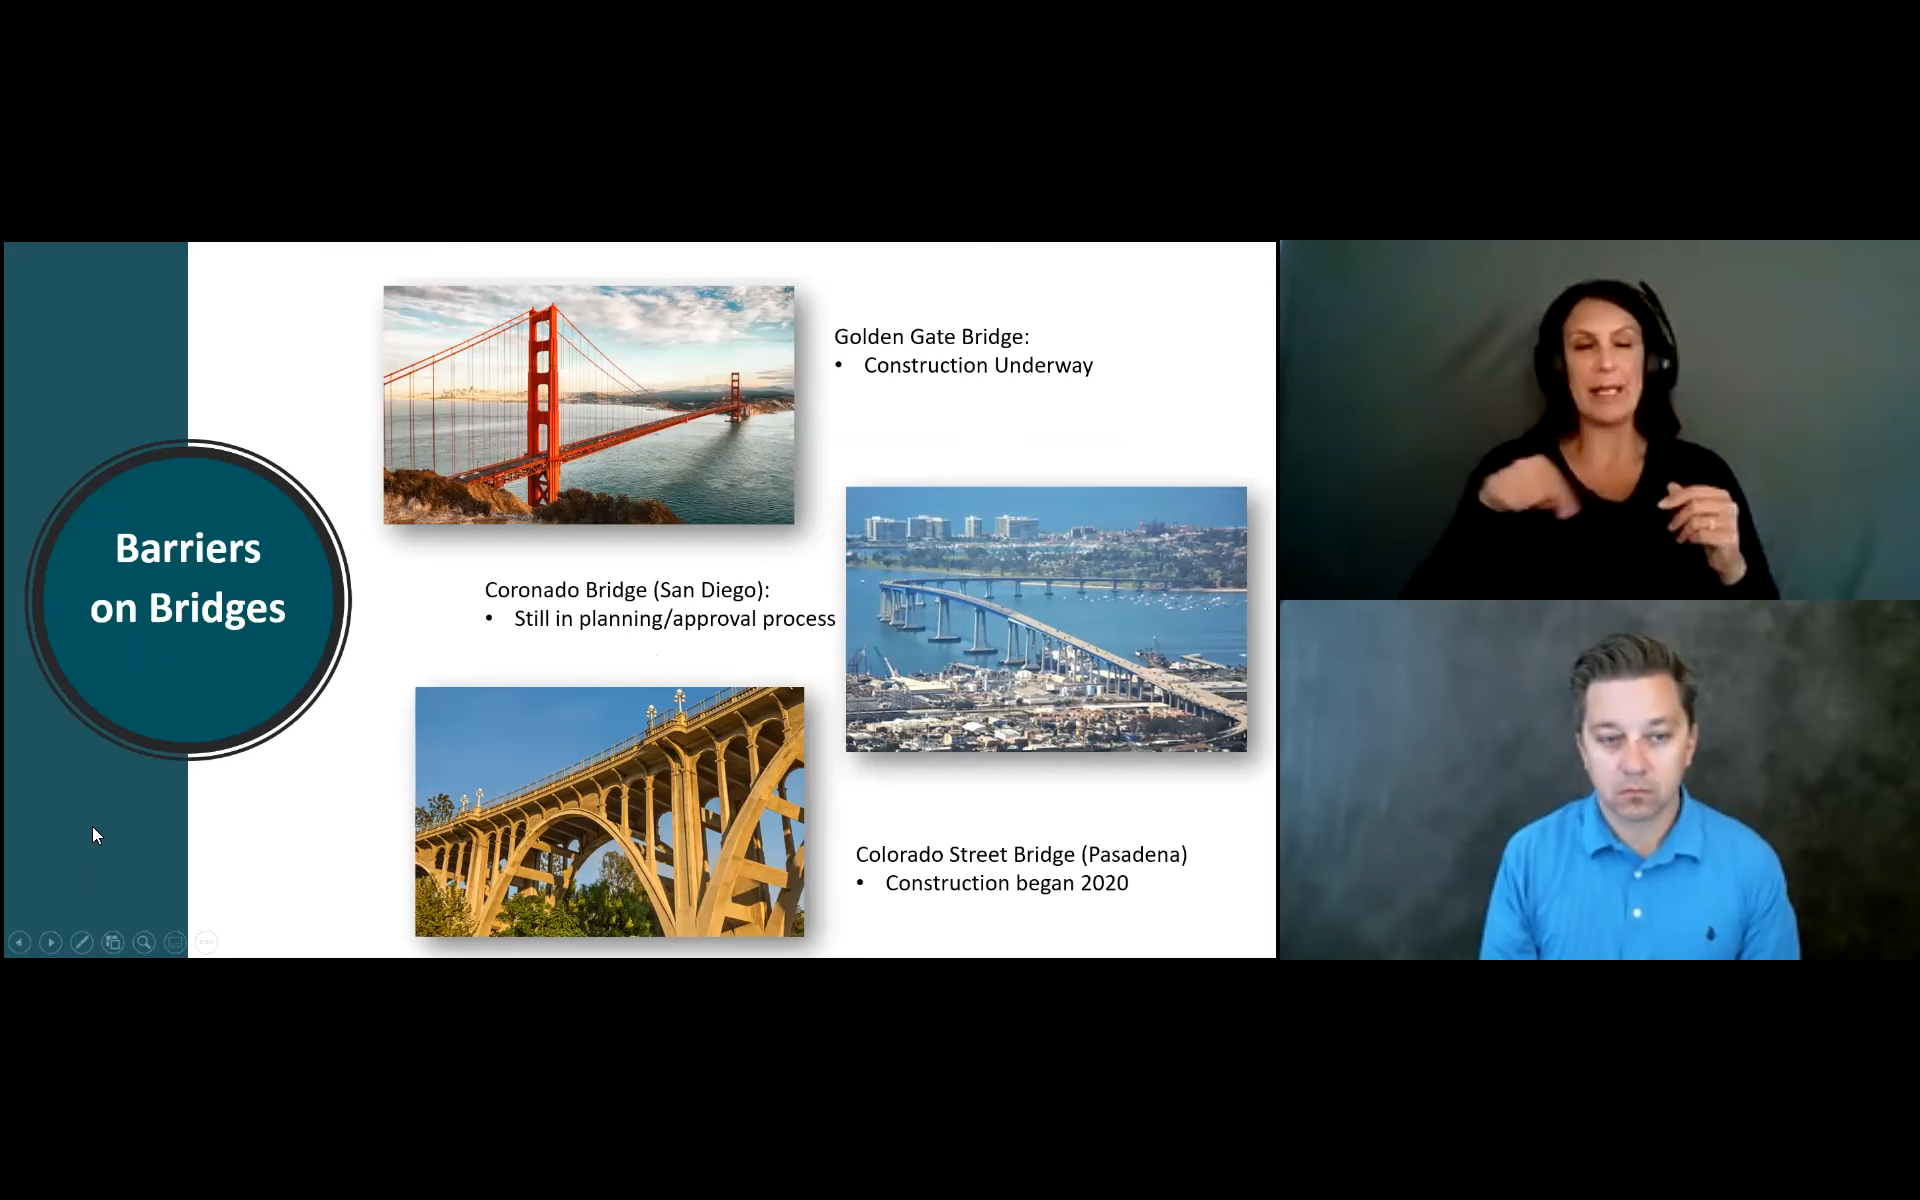 Barriers
on Bridges
Golden Gate Bridge:
• Construction Underway
Coronado Bridge (San Diego):
• Still in planning/approval process
Colorado Street Bridge (Pasadena)
• Construction began 2020